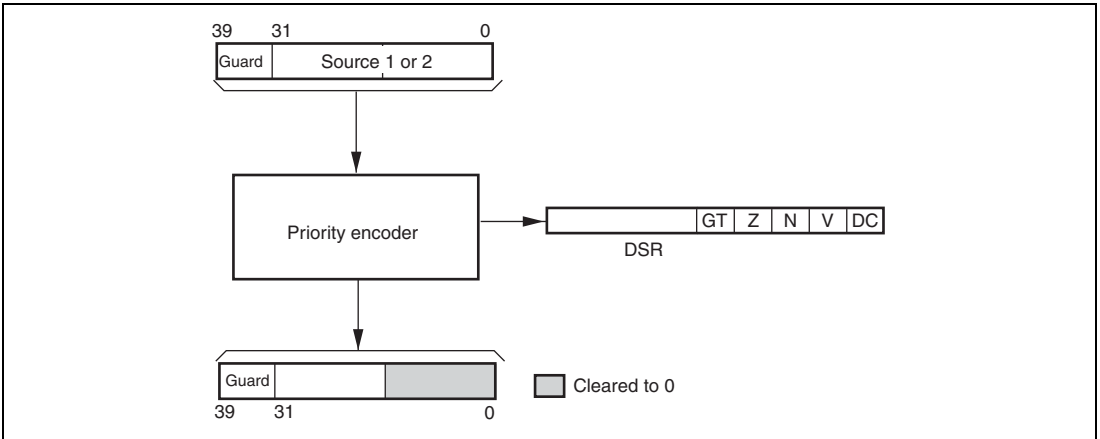 39 31 0
Guard Source 1 or 2
Priority encoder
GT Z N V DC
DSR
Guard
Cleared to 0
39 31 0